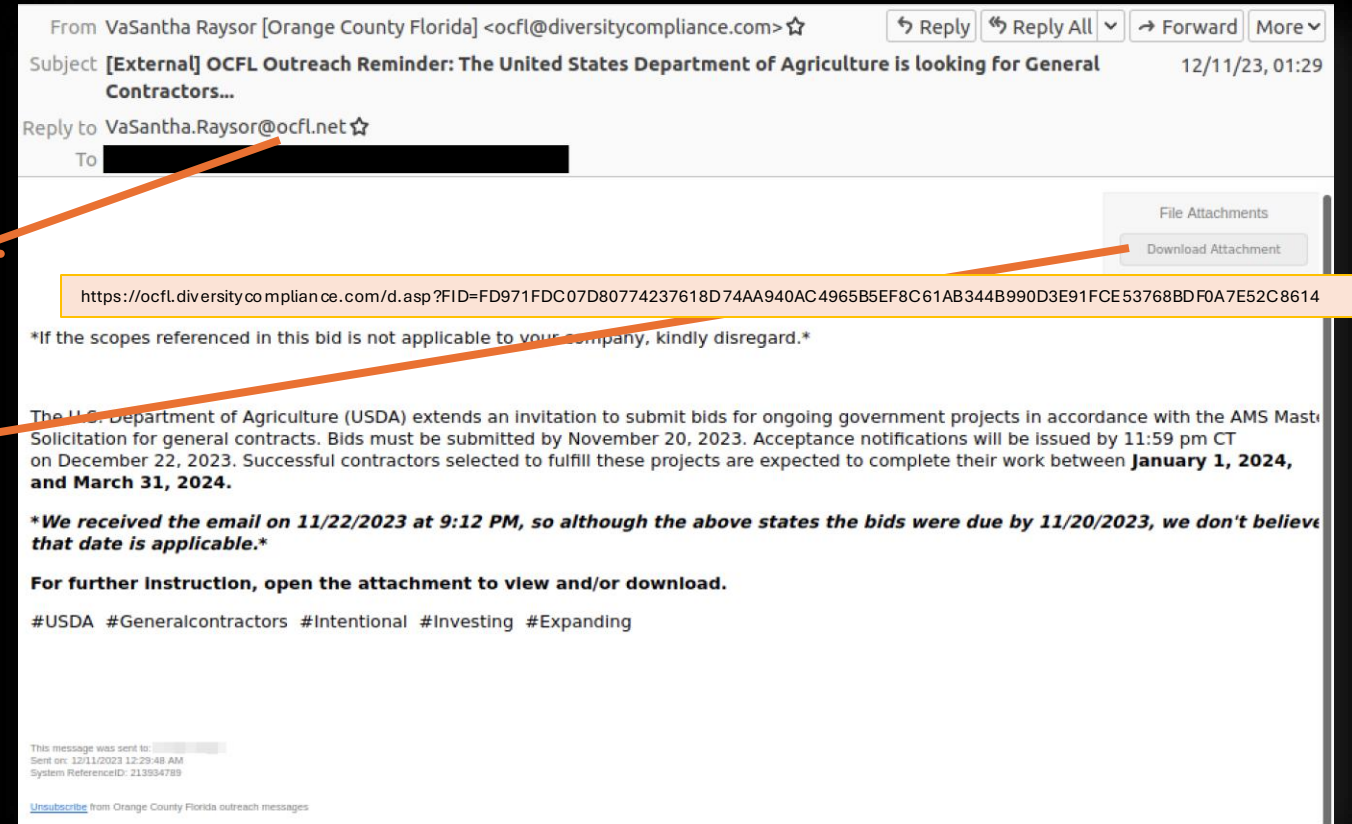 From VaSantha Raysor [Orange County Florida] <ocfl@diversitycompliance.com>
Reply Reply All Forward More
Subject [External] OCFL Outreach Reminder: The United States Department of Agriculture is looking for General
Contractors...
12/11/23, 01:29
Reply to VaSantha.Raysor@ocfl.net
To
File Attachments
Download Attachment
https://ocfl.diversitycompliance.com/d.asp?FID=FD971FDC07D80774237618D74AA940AC4965B5EF8C61AB344B990D3E91FCE53768BDF0A7E52C8614
*If the scopes referenced in this bid is not applicable to your company, kindly disregard.*
The U.S. Department of Agriculture (USDA) extends an invitation to submit bids for ongoing government projects in accordance with the AMS Maste
Solicitation for general contracts. Bids must be submitted by November 20, 2023. Acceptance notifications will be issued by 11:59 pm CT
on December 22, 2023. Successful contractors selected to fulfill these projects are expected to complete their work between January 1, 2024,
and March 31, 2024.
*We received the email on 11/22/2023 at 9:12 PM, so although the above states the bids were due by 11/20/2023, we don't believe
that date is applicable.*
For further instruction, open the attachment to view and/or download.
#USDA #Generalcontractors #Intentional #Investing #Expanding
This message was sent to:
Sent on: 12/11/2023 12:29:48 AM
System ReferenceID: 213934789
Unsubscribe from Orange County Florida outreach messages